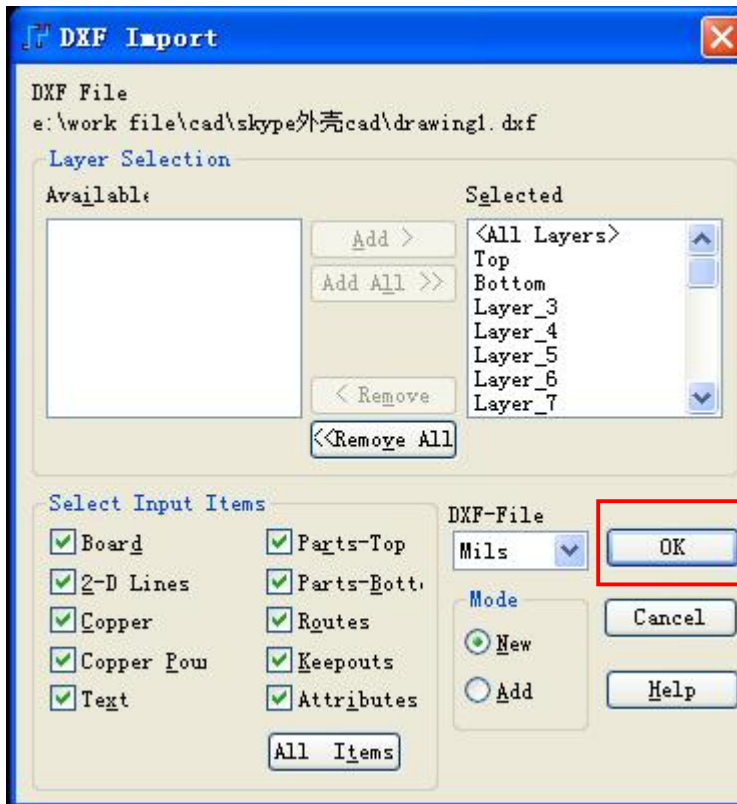 DXF Import
DXF File
e:\work file\cad\skype外壳cad\drawing1.dxf
Layer Selection
Available
Selected
Add >
Add All >>
< Remove
<<Remove All
<All Layers>
Top
Bottom
Layer_3
Layer_4
Layer_5
Layer_6
Layer_7
Select Input Items
Board
2-D Lines
Copper
Copper Pou
Text
Parts-Top
Parts-Bott
Routes
Keepouts
Attributes
All Items
DXF-File
Mils
Mode
New
Add
OK
Cancel
Help